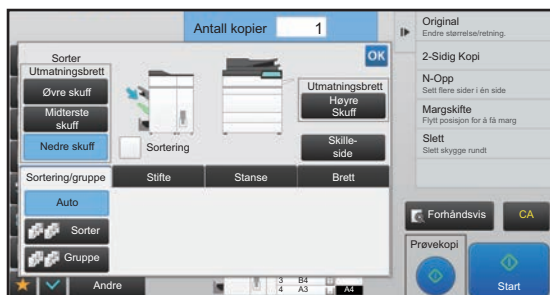 Antall kopier 1
Sorter
OK
Utmatningsbrett
Øvre skuff
Midterste
skuff
Nedre skuff
Sortering
Utmatningsbrett
Høyre
Skuff
Skille-
side
Sortering/gruppe
Stifte
Stanse
Brett
Auto
Sorter
Gruppe
Andre
3 B4
4 A3
A4
Original
Endre størrelse/retning.
2-Sidig Kopi
N-Opp
Sett flere sider i én side
Margskifte
Flytt posisjon for å få marg
Slett
Slett skygge rundt
Forhåndsvis
CA
Prøvekopi
Start